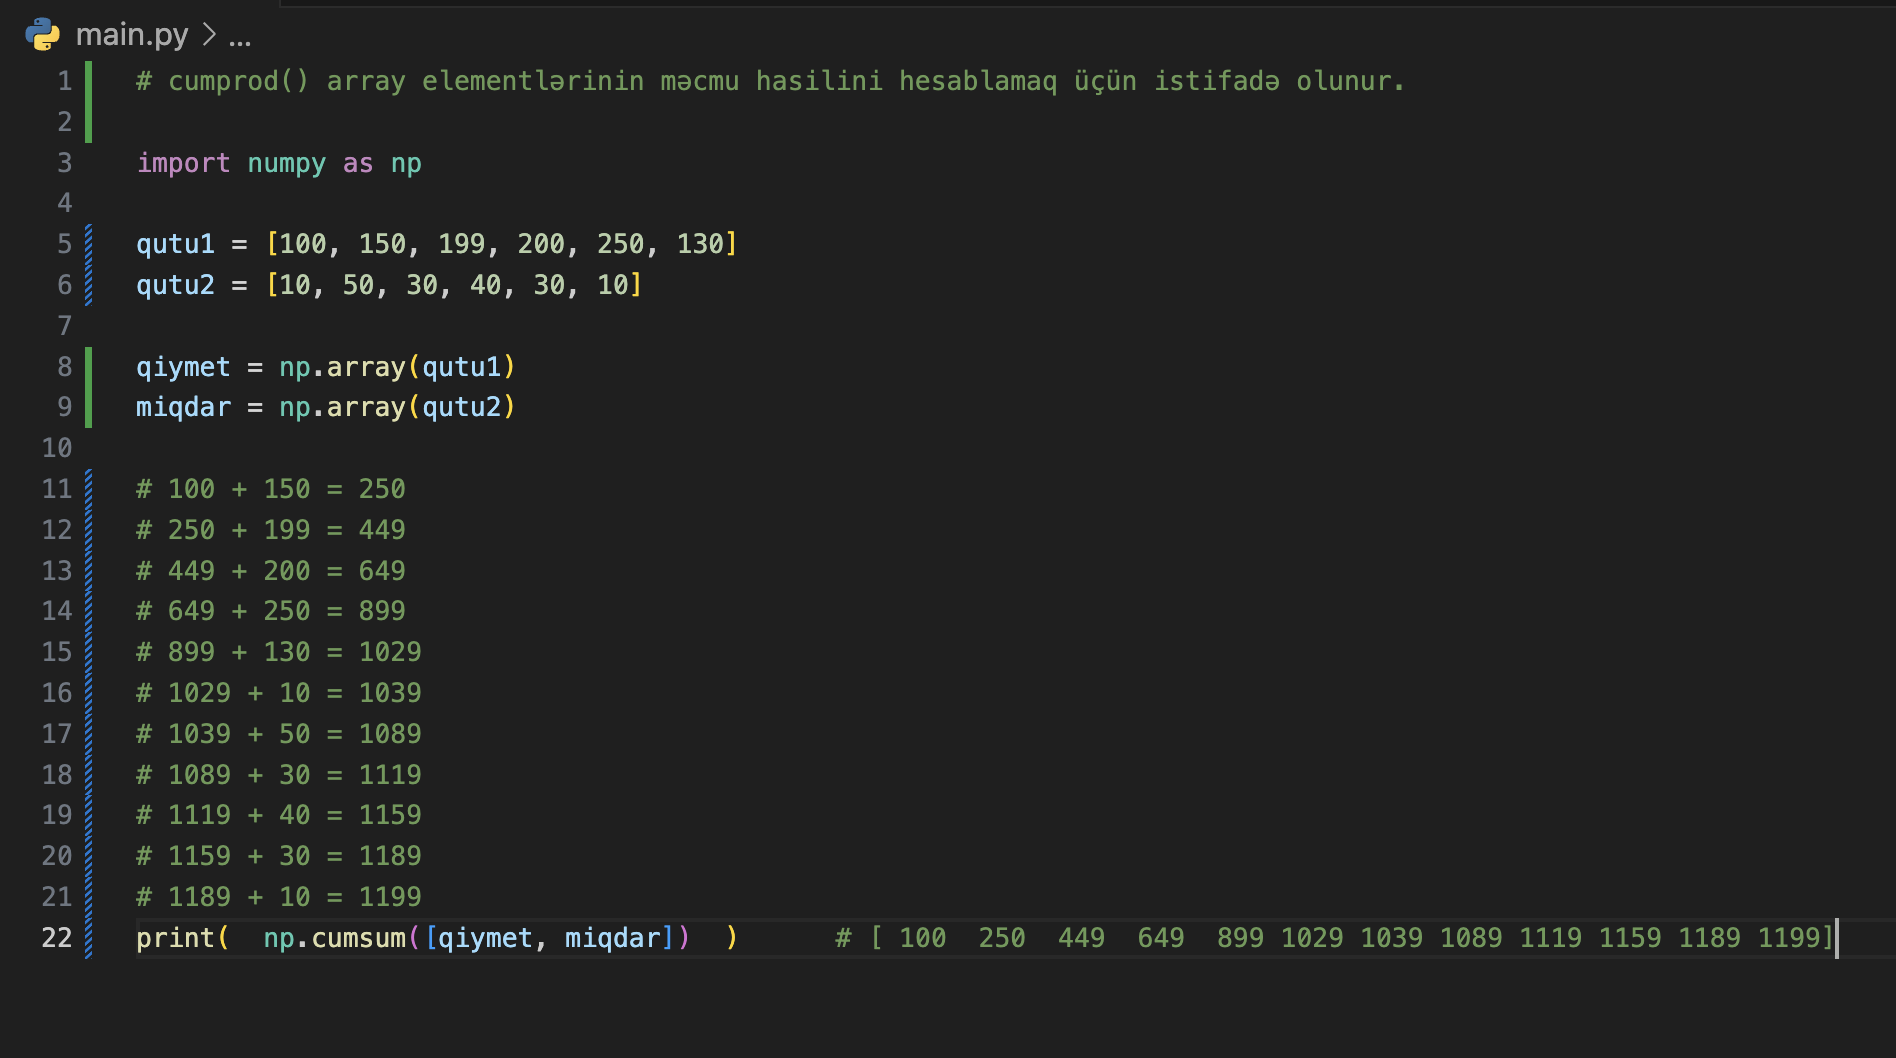 main.py > ...
1 # cumprod() array elementlərinin məcmu hasilini hesablamaq üçün istifadə olunur.
2
3 import numpy as np
4
5 qutu1 = [100, 150, 199, 200, 250, 130]
6 qutu2 = [10, 50, 30, 40, 30, 10]
7
8 qiymet = np.array(qutu1)
9 miqdar = np.array(qutu2)
10
11 # 100 + 150 = 250
12 # 250 + 199 = 449
13 # 449 + 200 = 649
14 # 649 + 250 = 899
15 # 899 + 130 = 1029
16 # 1029 + 10 = 1039
17 # 1039 + 50 = 1089
18 # 1089 + 30 = 1119
19 # 1119 + 40 = 1159
20 # 1159 + 30 = 1189
21 # 1189 + 10 = 1199
22 print(  np.cumsum([qiymet, miqdar])  )      # [ 100  250  449  649  899 1029 1039 1089 1119 1159 1189 1199]